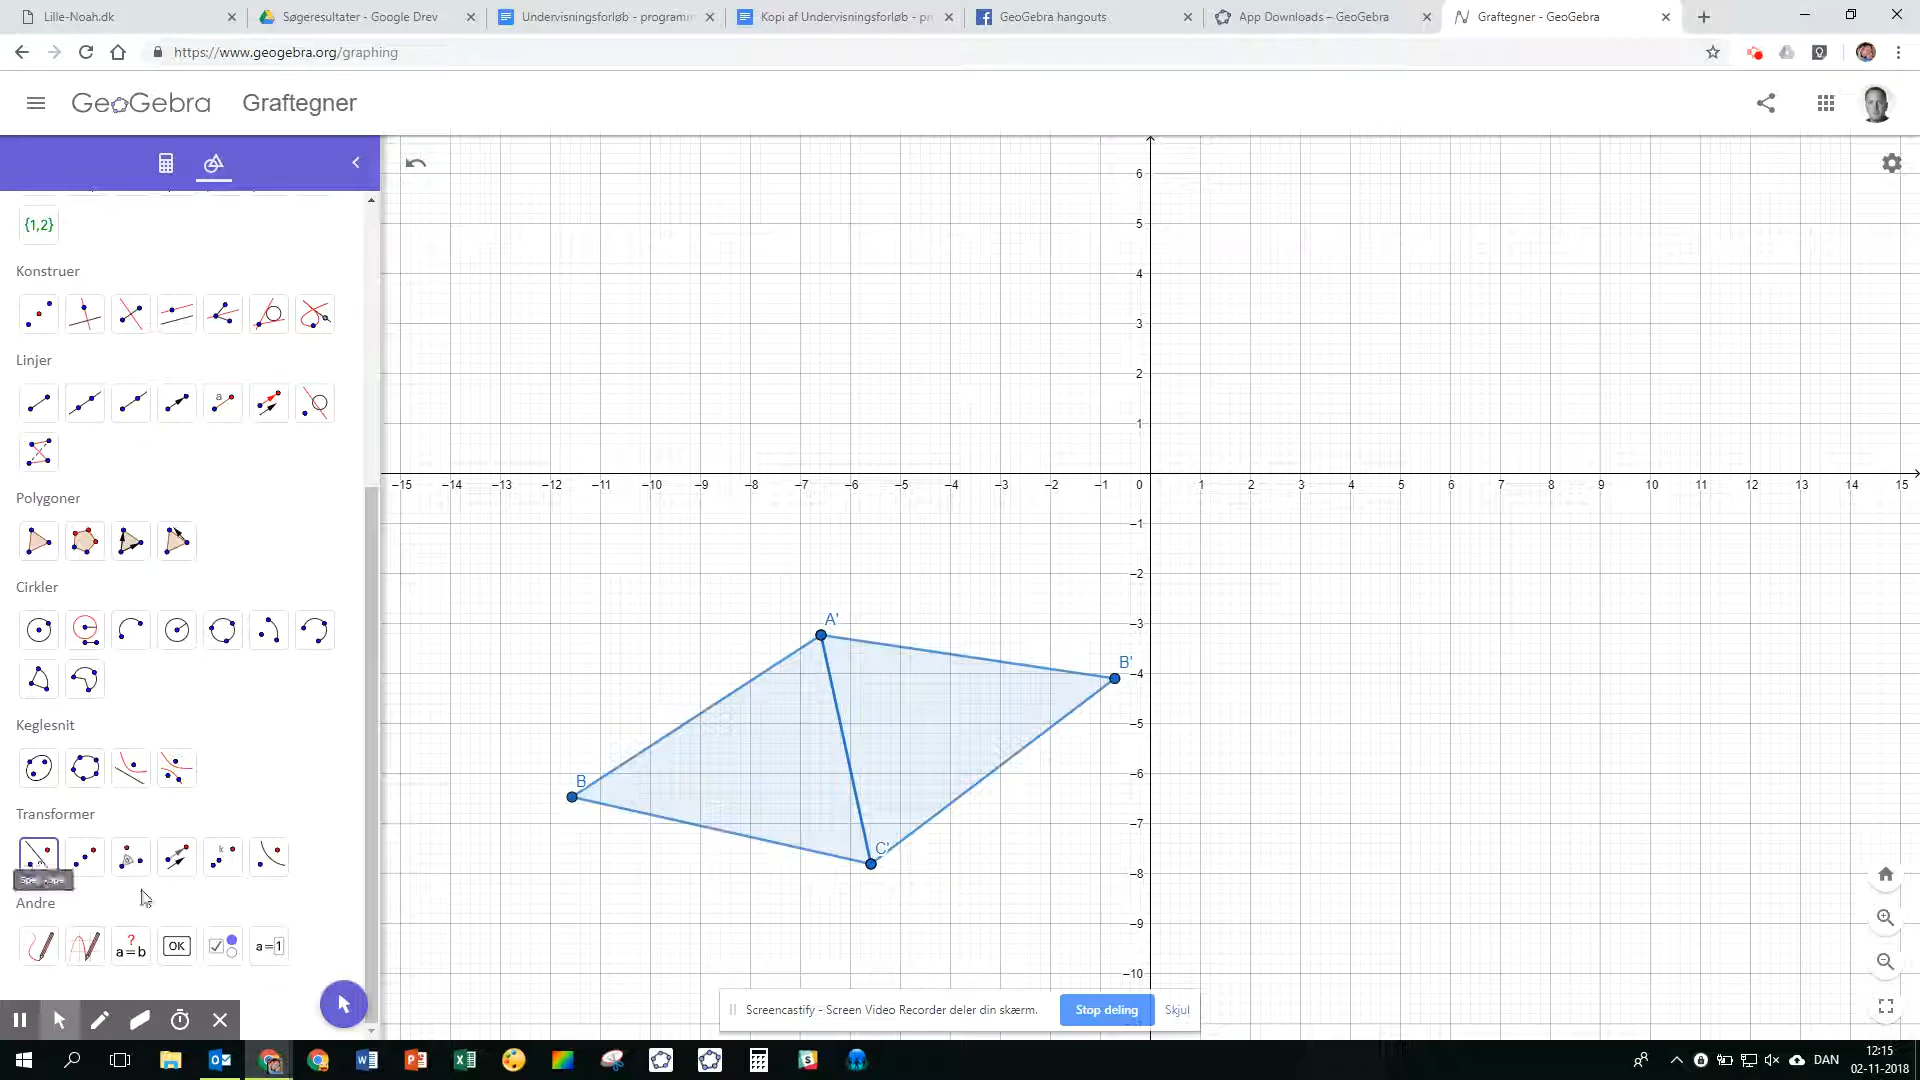 Lille-Noah.dk
Søgeresultater - Google Drev
Undervisningsforløb - programm
Kopi af Undervisningsforløb - pr
GeoGebra hangouts
App Downloads – GeoGebra
Graftegner - GeoGebra
https://www.geogebra.org/graphing
GeoGebra
Graftegner
{1,2}
Konstruer
Linjer
a
Polygoner
Cirkler
Keglesnit
Transformer
k
Andre
?
a=b
OK
a=1
6
5
4
3
2
1
−15 −14 −13 −12 −11 −10 −9 −8 −7 −6 −5 −4 −3 −2 −1 0 1 2 3 4 5 6 7 8 9 10 11 12 13 14 15
−1
−2
−3
−4
−5
−6
−7
−8
−9
−10
A'
B'
B
C'
Screencastify - Screen Video Recorder deler din skærm.
Stop deling
Skjul
DAN
12:15
02-11-2018